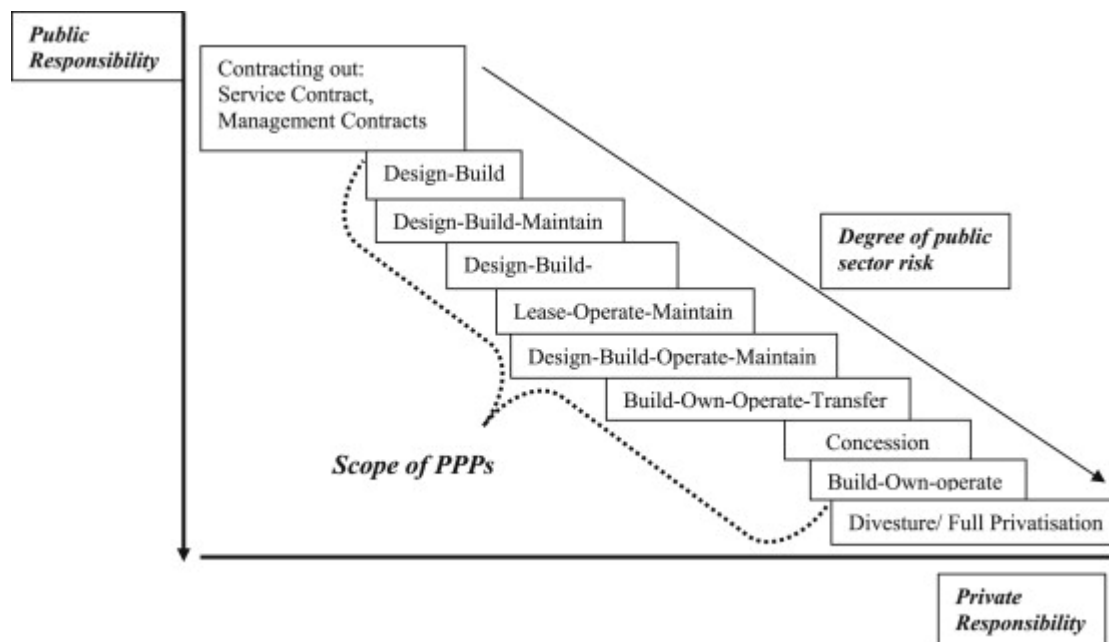 Public
Responsibility
Contracting out:
Service Contract,
Management Contracts
Design-Build
Design-Build-Maintain
Degree of public
sector risk
Design-Build-
Lease-Operate-Maintain
Design-Build-Operate-Maintain
Build-Own-Operate-Transfer
Concession
Scope of PPPs
Build-Own-operate
Divesture/ Full Privatisation
Private
Responsibility